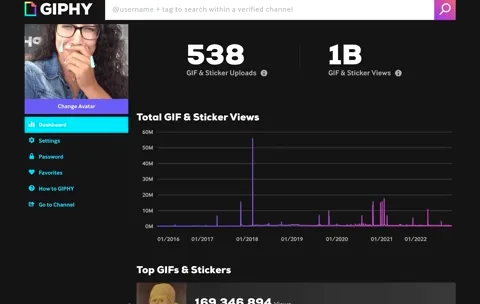 GIPHY
@username + tag to search within a verified channel
538
1B
GIF & Sticker Uploads
GIF & Sticker Views
Change Avatar
Dashboard
Settings
Password
Favorites
How to GIPHY
Go to Channel
Total GIF & Sticker Views
60M
50M
40M
30M
20M
10M
0M
01/2016 01/2017 01/2018 01/2019 01/2020 01/2021 01/2022
Top GIFs & Stickers
169,346,894 Views